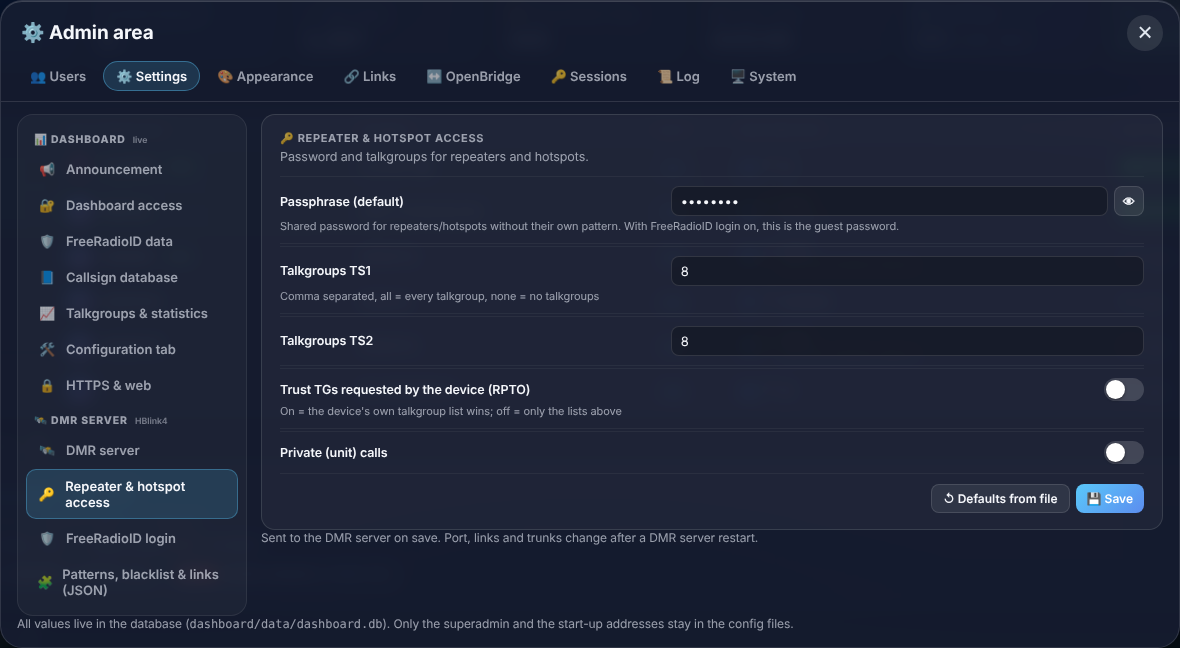 Admin area
Users
Settings
Appearance
Links
OpenBridge
Sessions
Log
System
DASHBOARD live
Announcement
Dashboard access
FreeRadioID data
Callsign database
Talkgroups & statistics
Configuration tab
HTTPS & web
DMR SERVER HBlink4
DMR server
Repeater & hotspot
access
FreeRadioID login
Patterns, blacklist & links
(JSON)
REPEATER & HOTSPOT ACCESS
Password and talkgroups for repeaters and hotspots.
Passphrase (default)
••••••••
Shared password for repeaters/hotspots without their own pattern. With FreeRadioID login on, this is the guest password.
Talkgroups TS1
8
Comma separated, all = every talkgroup, none = no talkgroups
Talkgroups TS2
8
Trust TGs requested by the device (RPTO)
On = the device's own talkgroup list wins; off = only the lists above
Private (unit) calls
Defaults from file
Save
Sent to the DMR server on save. Port, links and trunks change after a DMR server restart.
All values live in the database (dashboard/data/dashboard.db). Only the superadmin and the start-up addresses stay in the config files.